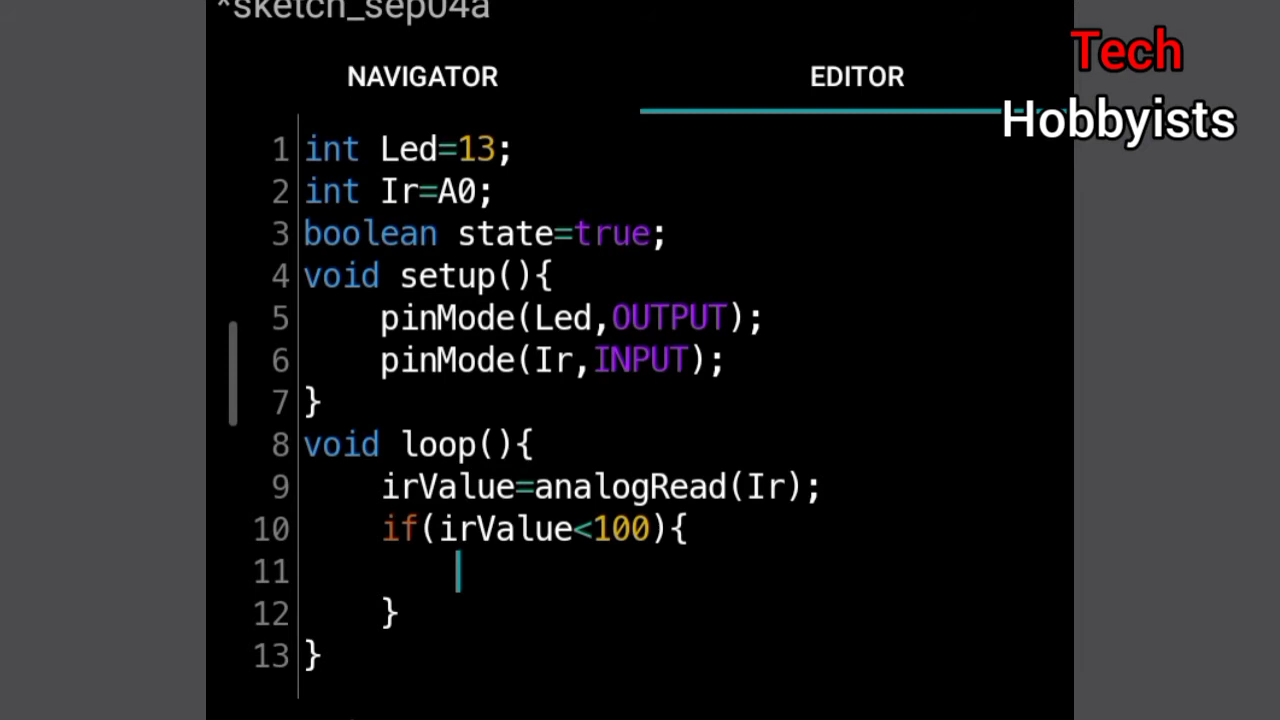 *sketch_sep04a
NAVIGATOR
EDITOR
Tech
Hobbyists
1 int Led=13;
2 int Ir=A0;
3 boolean state=true;
4 void setup(){
5 pinMode(Led,OUTPUT);
6 pinMode(Ir,INPUT);
7 }
8 void loop(){
9 irValue=analogRead(Ir);
10 if(irValue<100){
11
12 }
13 }